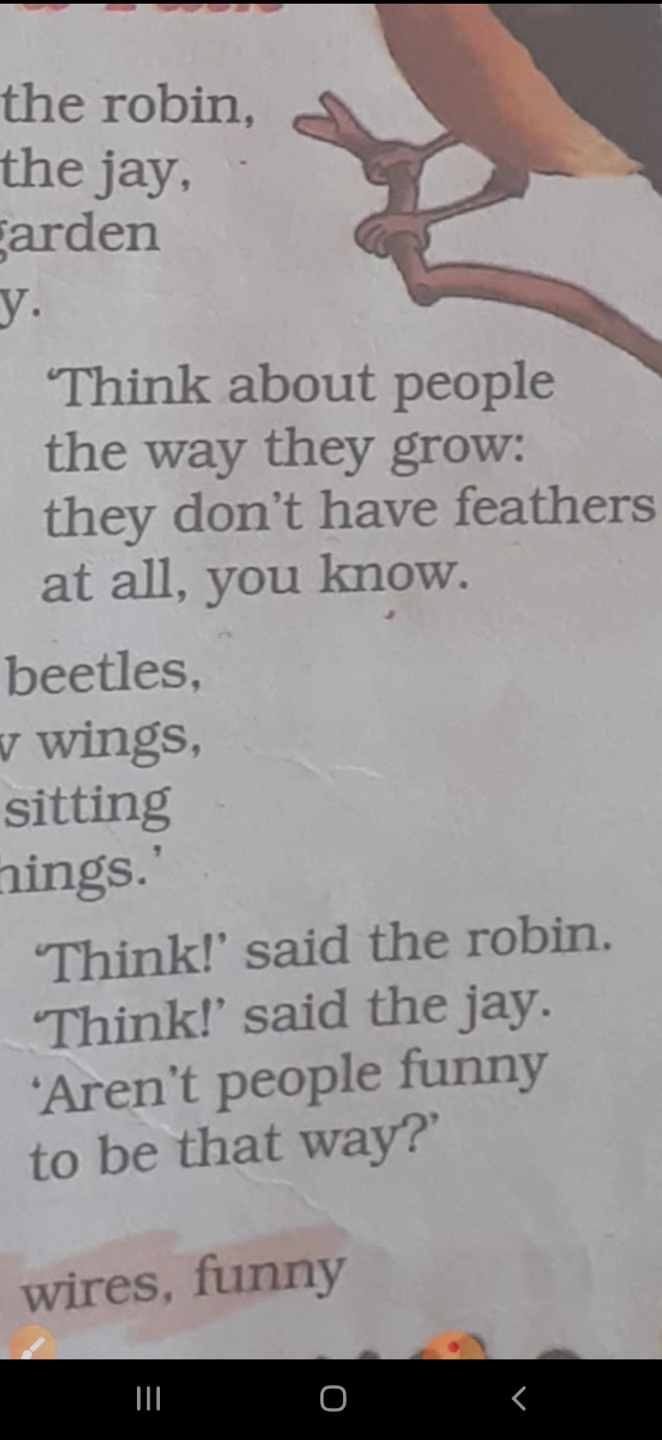 the robin,
the jay,
garden
y.
‘Think about people
the way they grow:
they don’t have feathers
at all, you know.
beetles,
wings,
sitting
hings.’
‘Think!’ said the robin.
‘Think!’ said the jay.
‘Aren’t people funny
to be that way?’
wires, funny